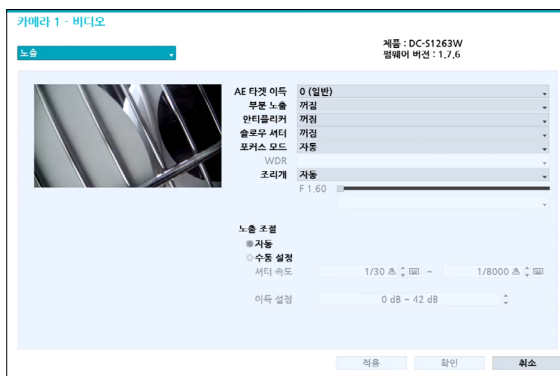 카메라 1 - 비디오
노출
제품 : DC-S1263W
펌웨어 버전 : 1.7.6
AE 타겟 이득 0 (일반)
부분 노출 꺼짐
안티플리커 꺼짐
슬로우 셔터 꺼짐
포커스 모드 자동
WDR
조리개 자동
F 1.60
노출 조절
자동
수동 설정
셔터 속도 1/30 초 ~ 1/8000 초
이득 설정 0 dB ~ 42 dB
적용 확인 취소